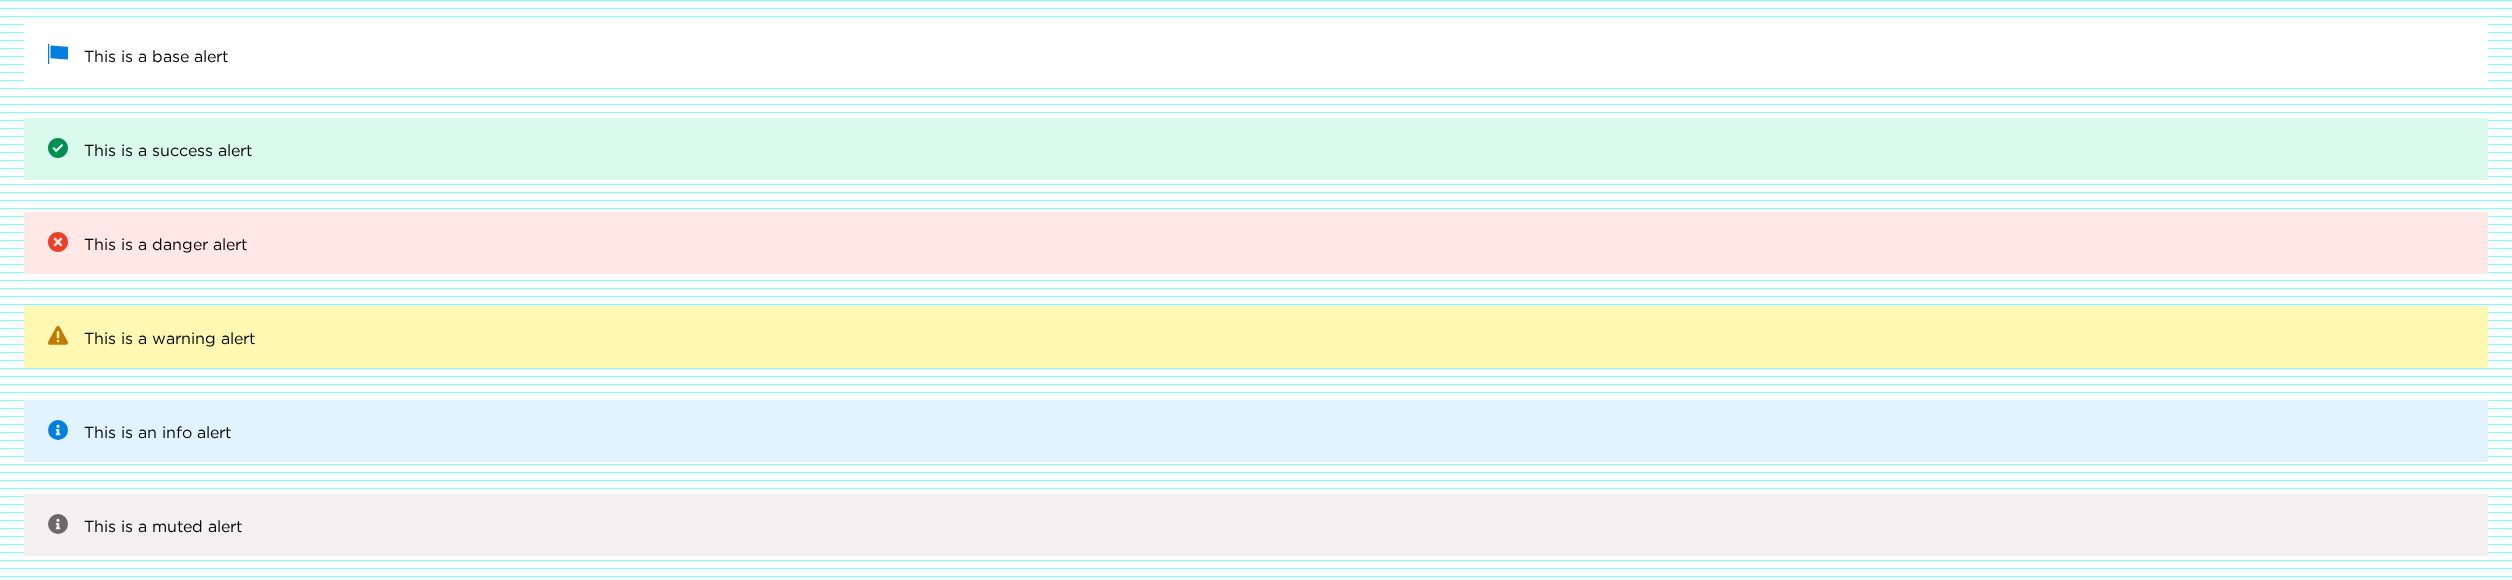 This is a base alert
This is a success alert
This is a danger alert
This is a warning alert
This is an info alert
This is a muted alert